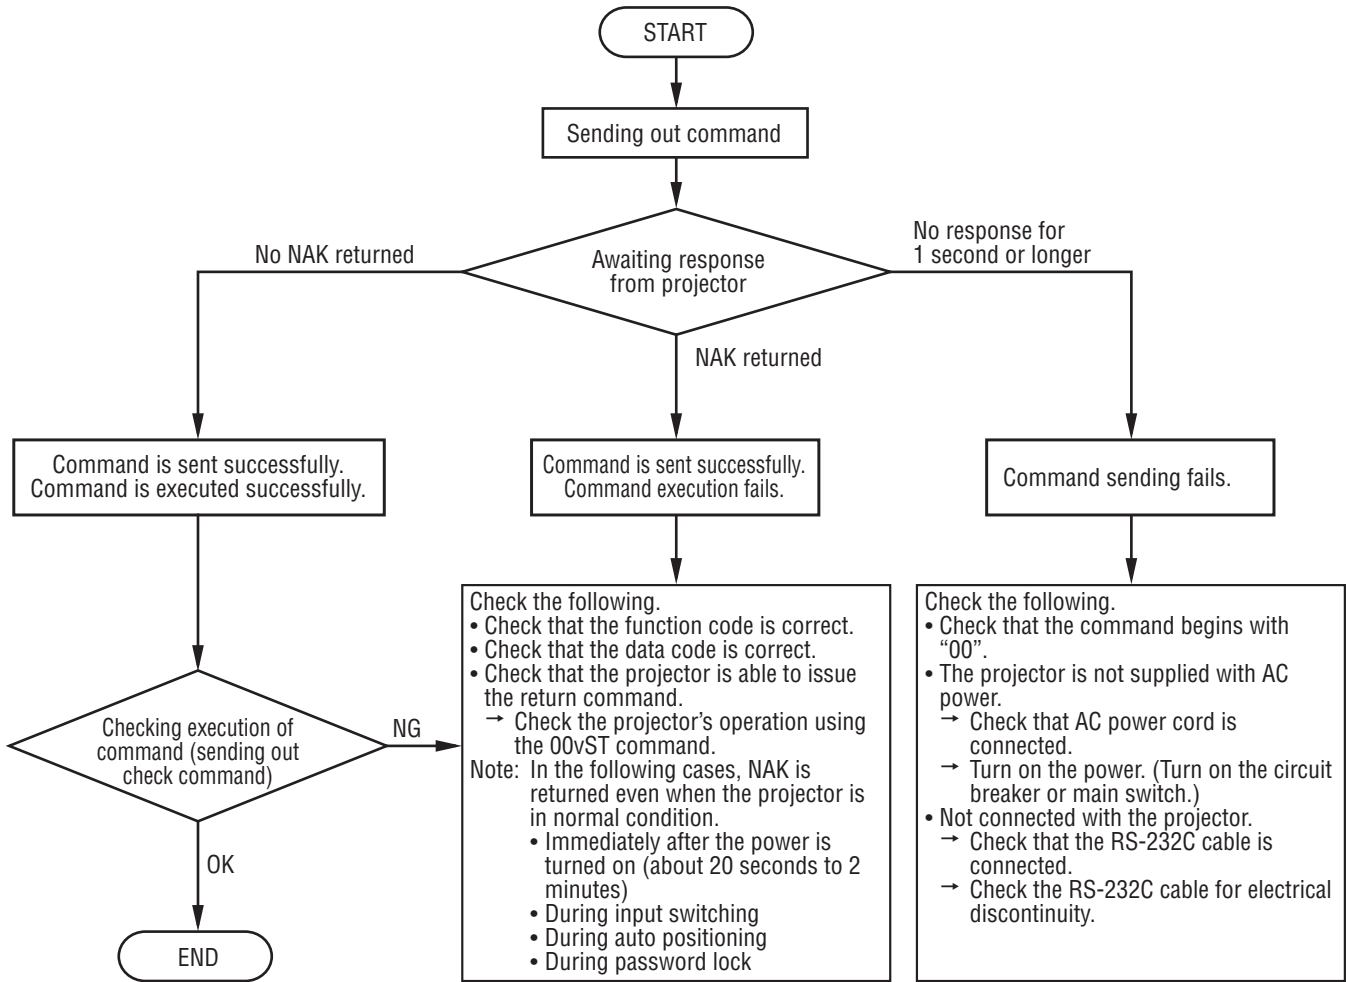 START
Sending out command
Awaiting response
from projector
No NAK returned
No response for
1 second or longer
NAK returned
Command is sent successfully.
Command is executed successfully.
Command is sent successfully.
Command execution fails.
Command sending fails.
Checking execution of
command (sending out
check command)
NG
OK
END
Check the following.
• Check that the function code is correct.
• Check that the data code is correct.
• Check that the projector is able to issue
the return command.
→ Check the projector’s operation using
the 00vST command.
Note: In the following cases, NAK is
returned even when the projector is
in normal condition.
• Immediately after the power is
turned on (about 20 seconds to 2
minutes)
• During input switching
• During auto positioning
• During password lock
Check the following.
• Check that the command begins with
“00”.
• The projector is not supplied with AC
power.
→ Check that AC power cord is
connected.
→ Turn on the power. (Turn on the circuit
breaker or main switch.)
• Not connected with the projector.
→ Check that the RS-232C cable is
connected.
→ Check the RS-232C cable for electrical
discontinuity.